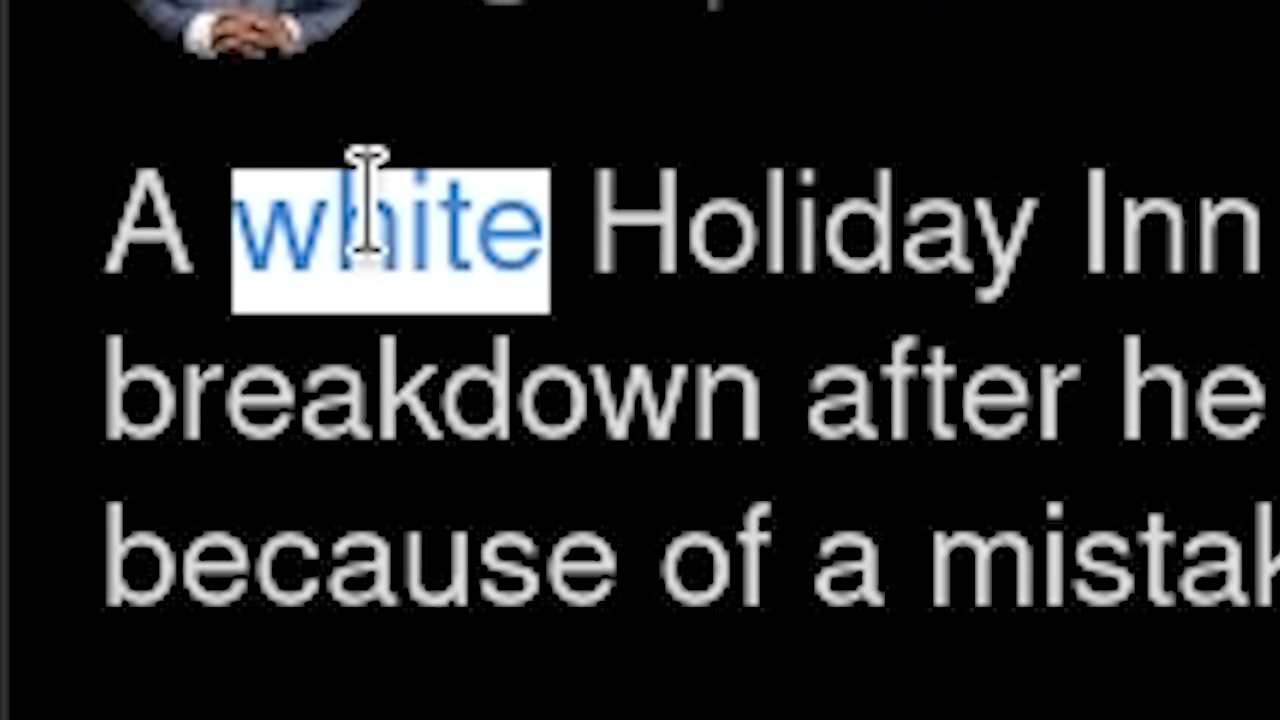 A white Holiday Inn
breakdown after he
because of a mistak